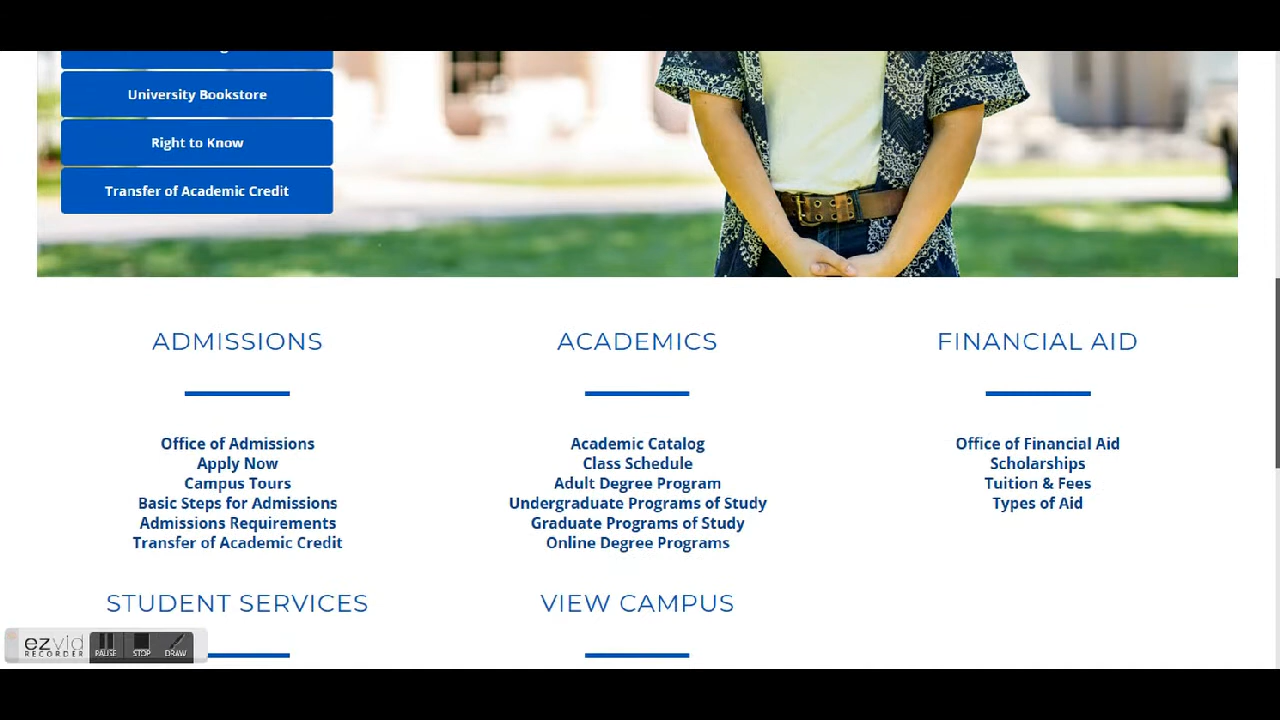 University Bookstore
Right to Know
Transfer of Academic Credit
ADMISSIONS
Office of Admissions
Apply Now
Campus Tours
Basic Steps for Admissions
Admissions Requirements
Transfer of Academic Credit
ACADEMICS
Academic Catalog
Class Schedule
Adult Degree Program
Undergraduate Programs of Study
Graduate Programs of Study
Online Degree Programs
FINANCIAL AID
Office of Financial Aid
Scholarships
Tuition & Fees
Types of Aid
STUDENT SERVICES
VIEW CAMPUS
ezvid
RECORDER
PAUSE
STOP
DRAW